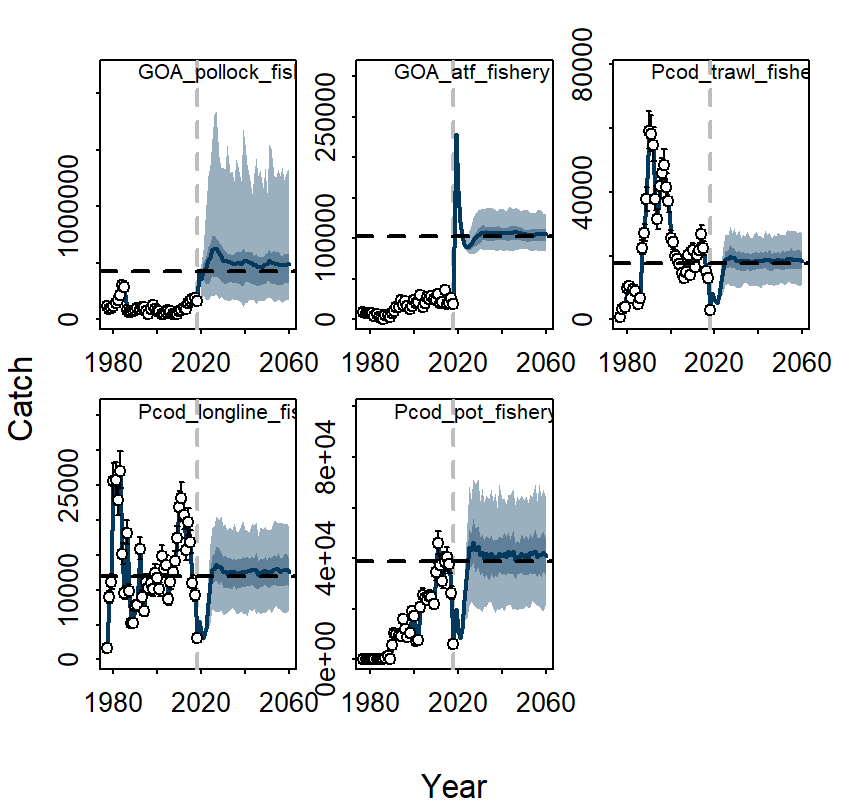 GOA_pollock_fish
GOA_atf_fishery
Pcod_trawl_fishe
0
1000000
0
100000
250000
0
40000
80000
1980
2020
2060
1980
2020
2060
1980
2020
2060
Catch
Pcod_longline_fis
Pcod_pot_fishery
0
10000
25000
0e+00
4e+04
8e+04
1980
2020
2060
1980
2020
2060
Year